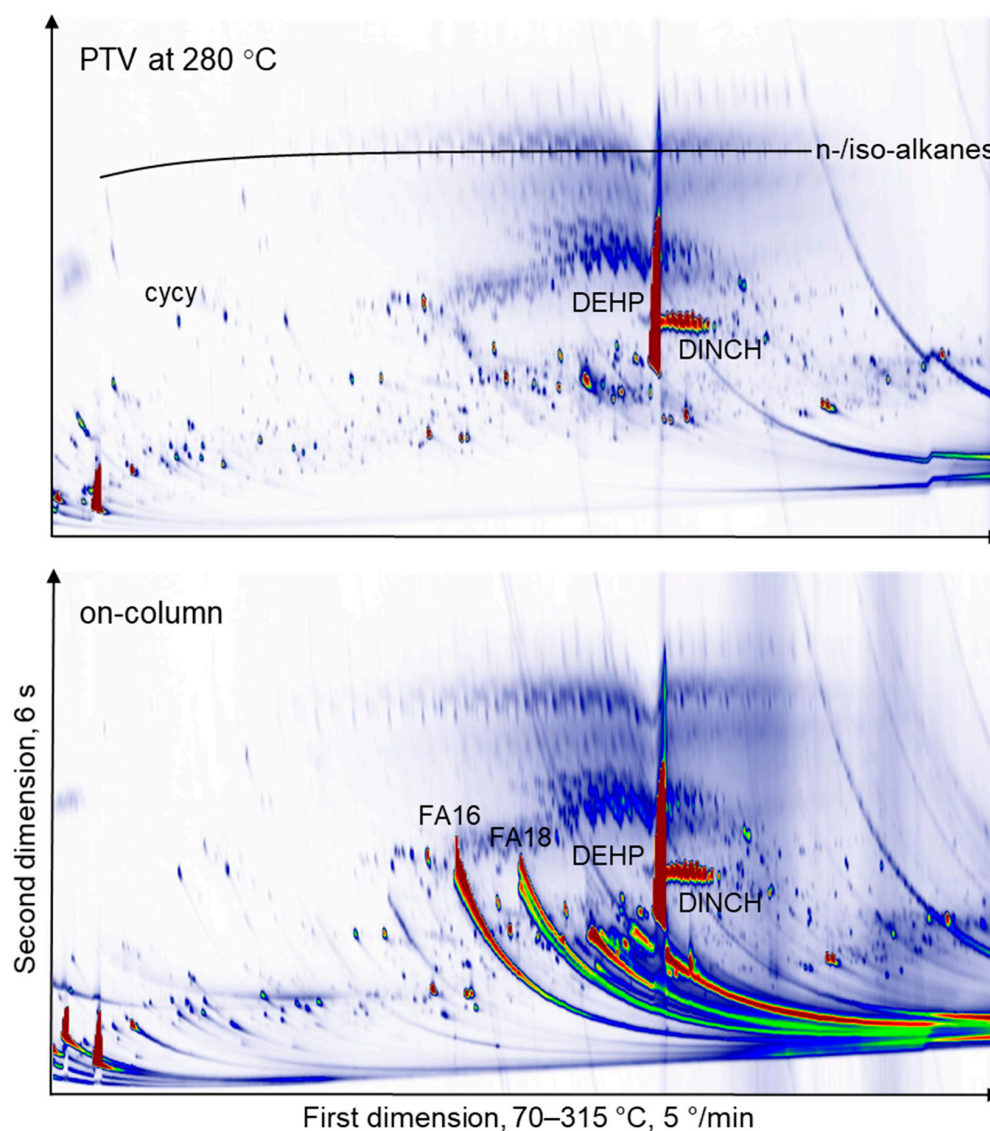 PTV at 280 °C
n-/iso-alkanes
cycy
DEHP
DINCH
on-column
FA16
FA18
DEHP
DINCH
Second dimension, 6 s
First dimension, 70–315 °C, 5 °/min